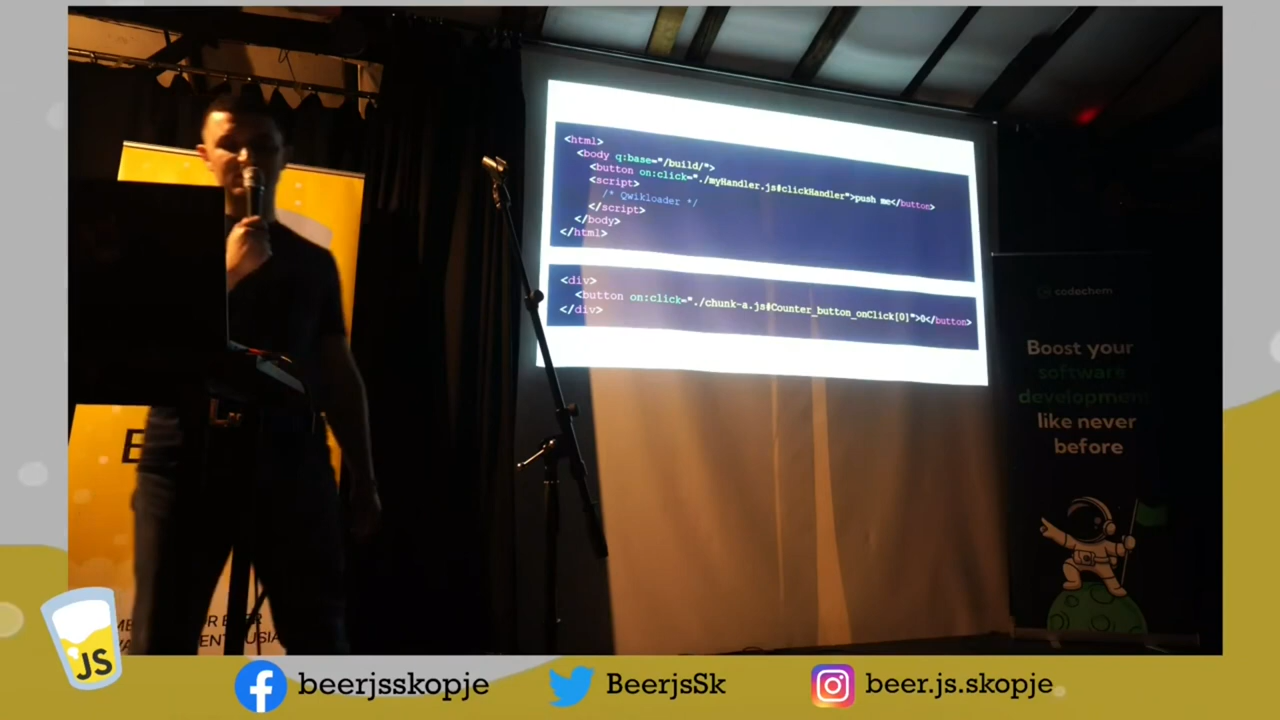 <html>
<body q:base="/build/">
<button on:click="./myHandler.js#clickHandler">push me</button>
<script>
/* Qwikloader */
</script>
</body>
</html>
<div>
<button on:click="./chunk-a.js#Counter_button_onClick[0]">0</button>
</div>
codechem
Boost your
software
development
like never
before
JS
beerjsskopje
BeerjsSk
beer.js.skopje